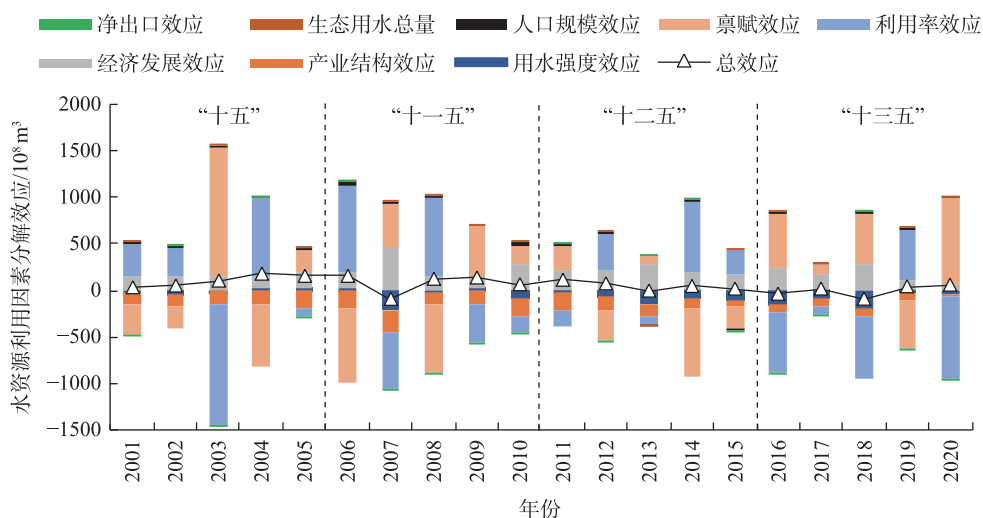 净出口效应 生态用水总量 人口规模效应 禀赋效应 利用率效应
经济发展效应 产业结构效应 用水强度效应 总效应
水资源利用因素分解效应/10⁸ m³
2000
1500
1000
500
0
−500
−1000
−1500
“十五” “十一五” “十二五” “十三五”
2001 2002 2003 2004 2005 2006 2007 2008 2009 2010 2011 2012 2013 2014 2015 2016 2017 2018 2019 2020
年份